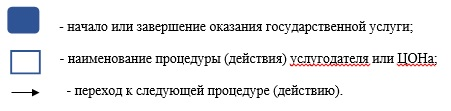 - начало или завершение оказания государственной услуги;
- наименование процедуры (действия) услугодателя или ЦОНа;
- переход к следующей процедуре (действию).